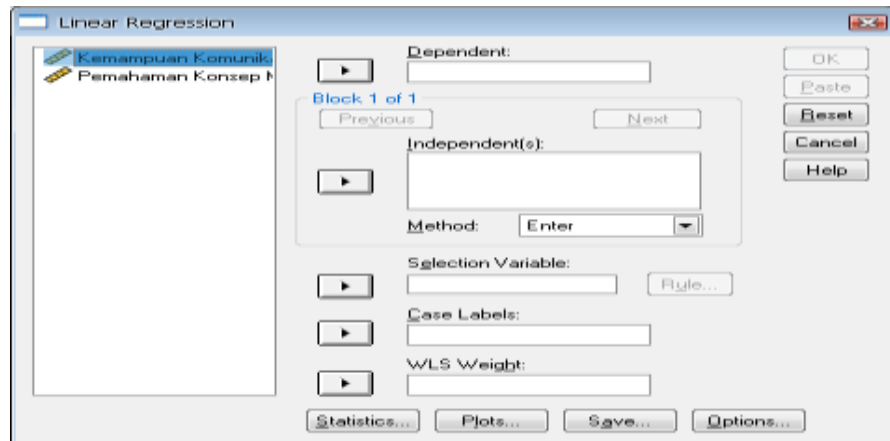 Linear Regression
Kemampuan Komunik
Pemahaman Konsep M
Dependent:
Block 1 of 1
Previous
Next
Independent(s):
Method:
Enter
Selection Variable:
Rule...
Case Labels:
WLS Weight:
Statistics...
Plots...
Save...
Options...
OK
Paste
Reset
Cancel
Help